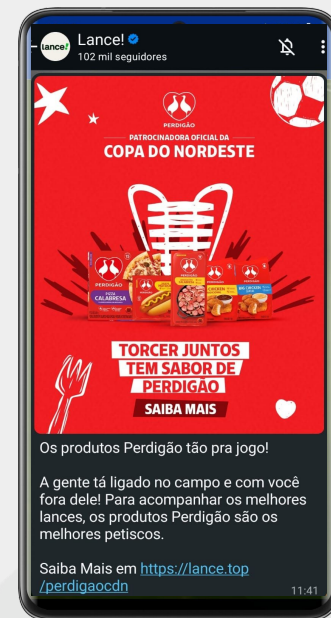 lance!
Lance!
102 mil seguidores
PERDIGÃO
PATROCINADORA OFICIAL DA
COPA DO NORDESTE
PERDIGÃO
PIZZA
CALABRESA
PERDIGÃO
PERDIGÃO
PERDIGÃO
TORCER JUNTOS
TEM SABOR DE
PERDIGÃO
SAIBA MAIS
Os produtos Perdigão tão pra jogo!
A gente tá ligado no campo e com você
fora dele! Para acompanhar os melhores
lances, os produtos Perdigão são os
melhores petiscos.
Saiba Mais em https://lance.top
/perdigaocdn
11:41